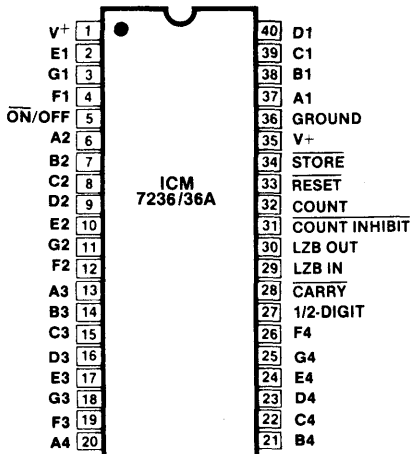 V+ 1 40 D1
E1 2 39 C1
G1 3 38 B1
F1 4 37 A1
ON/OFF 5 36 GROUND
A2 6 35 V+
B2 7 34 STORE
C2 8 33 RESET
ICM
7236/36A
D2 9 32 COUNT
E2 10 31 COUNT INHIBIT
G2 11 30 LZB OUT
F2 12 29 LZB IN
A3 13 28 CARRY
B3 14 27 1/2-DIGIT
C3 15 26 F4
D3 16 25 G4
E3 17 24 E4
G3 18 23 D4
F3 19 22 C4
A4 20 21 B4